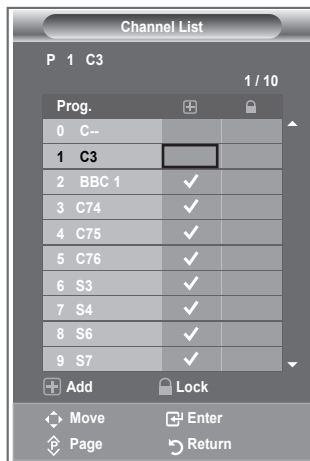 Channel List
P 1 C3
1 / 10
Prog.
0 C--
1 C3
2 BBC 1
3 C74
4 C75
5 C76
6 S3
7 S4
8 S6
9 S7
Add Lock
Move Enter
Page Return